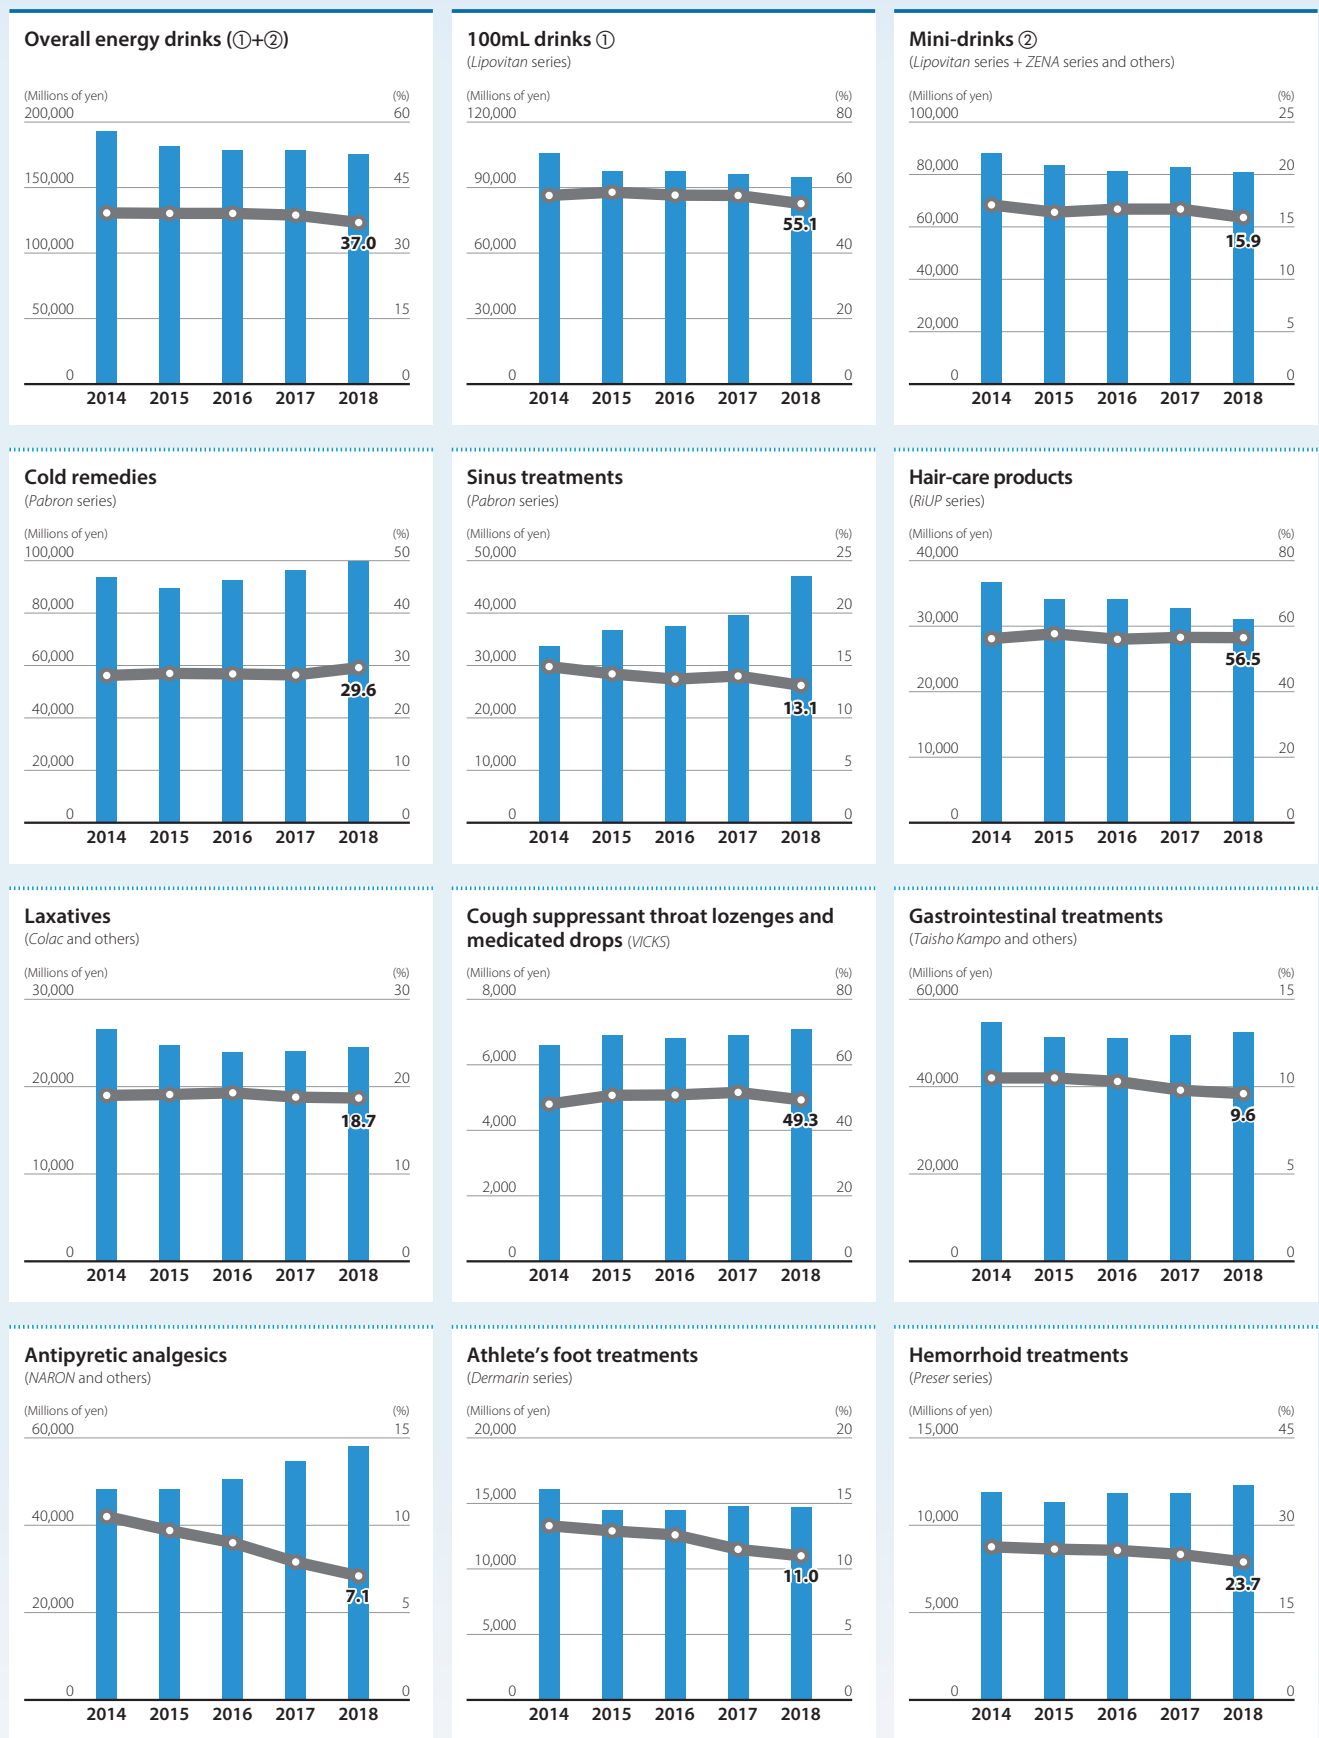 Overall energy drinks (①+②)
(Millions of yen) (%)
200,000 60
150,000 45
100,000 30
50,000 15
0 0
37.0
2014 2015 2016 2017 2018
100mL drinks ①
(Lipovitan series)
(Millions of yen) (%)
120,000 80
90,000 60
60,000 40
30,000 20
0 0
55.1
2014 2015 2016 2017 2018
Mini-drinks ②
(Lipovitan series + ZENA series and others)
(Millions of yen) (%)
100,000 25
80,000 20
60,000 15
40,000 10
20,000 5
0 0
15.9
2014 2015 2016 2017 2018
Cold remedies
(Pabron series)
(Millions of yen) (%)
100,000 50
80,000 40
60,000 30
40,000 20
20,000 10
0 0
29.6
2014 2015 2016 2017 2018
Sinus treatments
(Pabron series)
(Millions of yen) (%)
50,000 25
40,000 20
30,000 15
20,000 10
10,000 5
0 0
13.1
2014 2015 2016 2017 2018
Hair-care products
(RiUP series)
(Millions of yen) (%)
40,000 80
30,000 60
20,000 40
10,000 20
0 0
56.5
2014 2015 2016 2017 2018
Laxatives
(Colac and others)
(Millions of yen) (%)
30,000 30
20,000 20
10,000 10
0 0
18.7
2014 2015 2016 2017 2018
Cough suppressant throat lozenges and
medicated drops (VICKS)
(Millions of yen) (%)
8,000 80
6,000 60
4,000 40
2,000 20
0 0
49.3
2014 2015 2016 2017 2018
Gastrointestinal treatments
(Taisho Kampo and others)
(Millions of yen) (%)
60,000 15
40,000 10
20,000 5
0 0
9.6
2014 2015 2016 2017 2018
Antipyretic analgesics
(NARON and others)
(Millions of yen) (%)
60,000 15
40,000 10
20,000 5
0 0
7.1
2014 2015 2016 2017 2018
Athlete's foot treatments
(Dermarin series)
(Millions of yen) (%)
20,000 20
15,000 15
10,000 10
5,000 5
0 0
11.0
2014 2015 2016 2017 2018
Hemorrhoid treatments
(Preser series)
(Millions of yen) (%)
15,000 45
10,000 30
5,000 15
0 0
23.7
2014 2015 2016 2017 2018